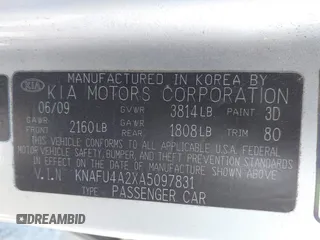 MANUFACTURED IN KOREA BY
KIA
KIA MOTORS CORPORATION
06/09 GVWR 3814LB PAINT 3D
GAWR FRONT 2160LB GAWR REAR 1808LB TRIM 80
THIS VEHICLE CONFORMS TO ALL APPLICABLE U.S.A FEDERAL
MOTOR VEHICLE SAFETY, BUMPER, AND THEFT PREVENTION STANDARDS
IN EFFECT ON THE DATE OF MANUFACTURE SHOWN ABOVE.
V.I.N KNAFU4A2XA5097831
TYPE: PASSENGER CAR
© DREAMBID